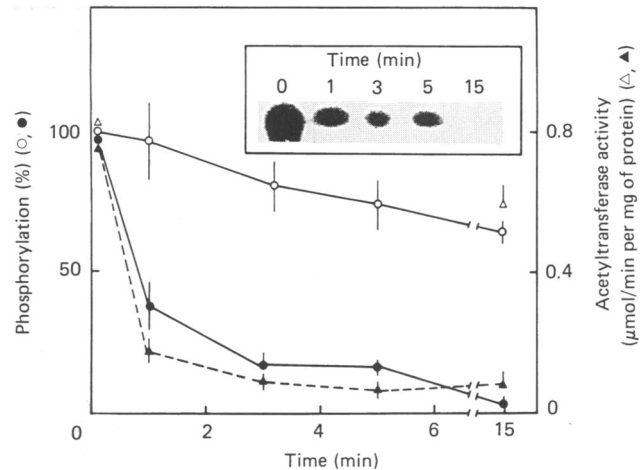 Time (min)
0 1 3 5 15
Phosphorylation (%) (○, ●)
100
50
0
Acetyltransferase activity
(μmol/min per mg of protein) (△, ▲)
0.8
0.4
0
2 4 6 15
Time (min)